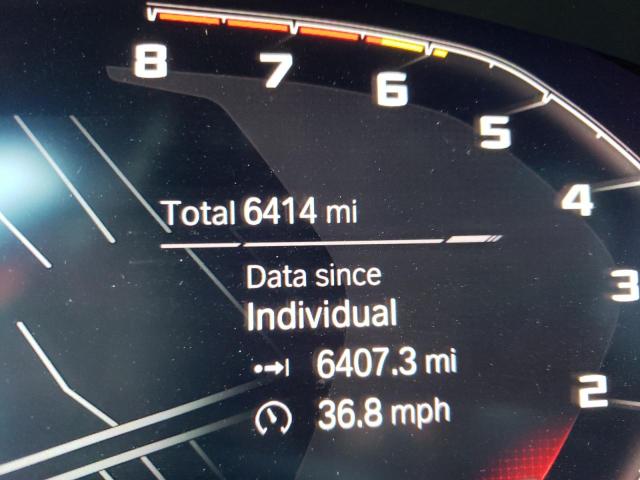 8
7
6
5
4
3
2
Total 6414 mi
Data since
Individual
6407.3 mi
36.8 mph